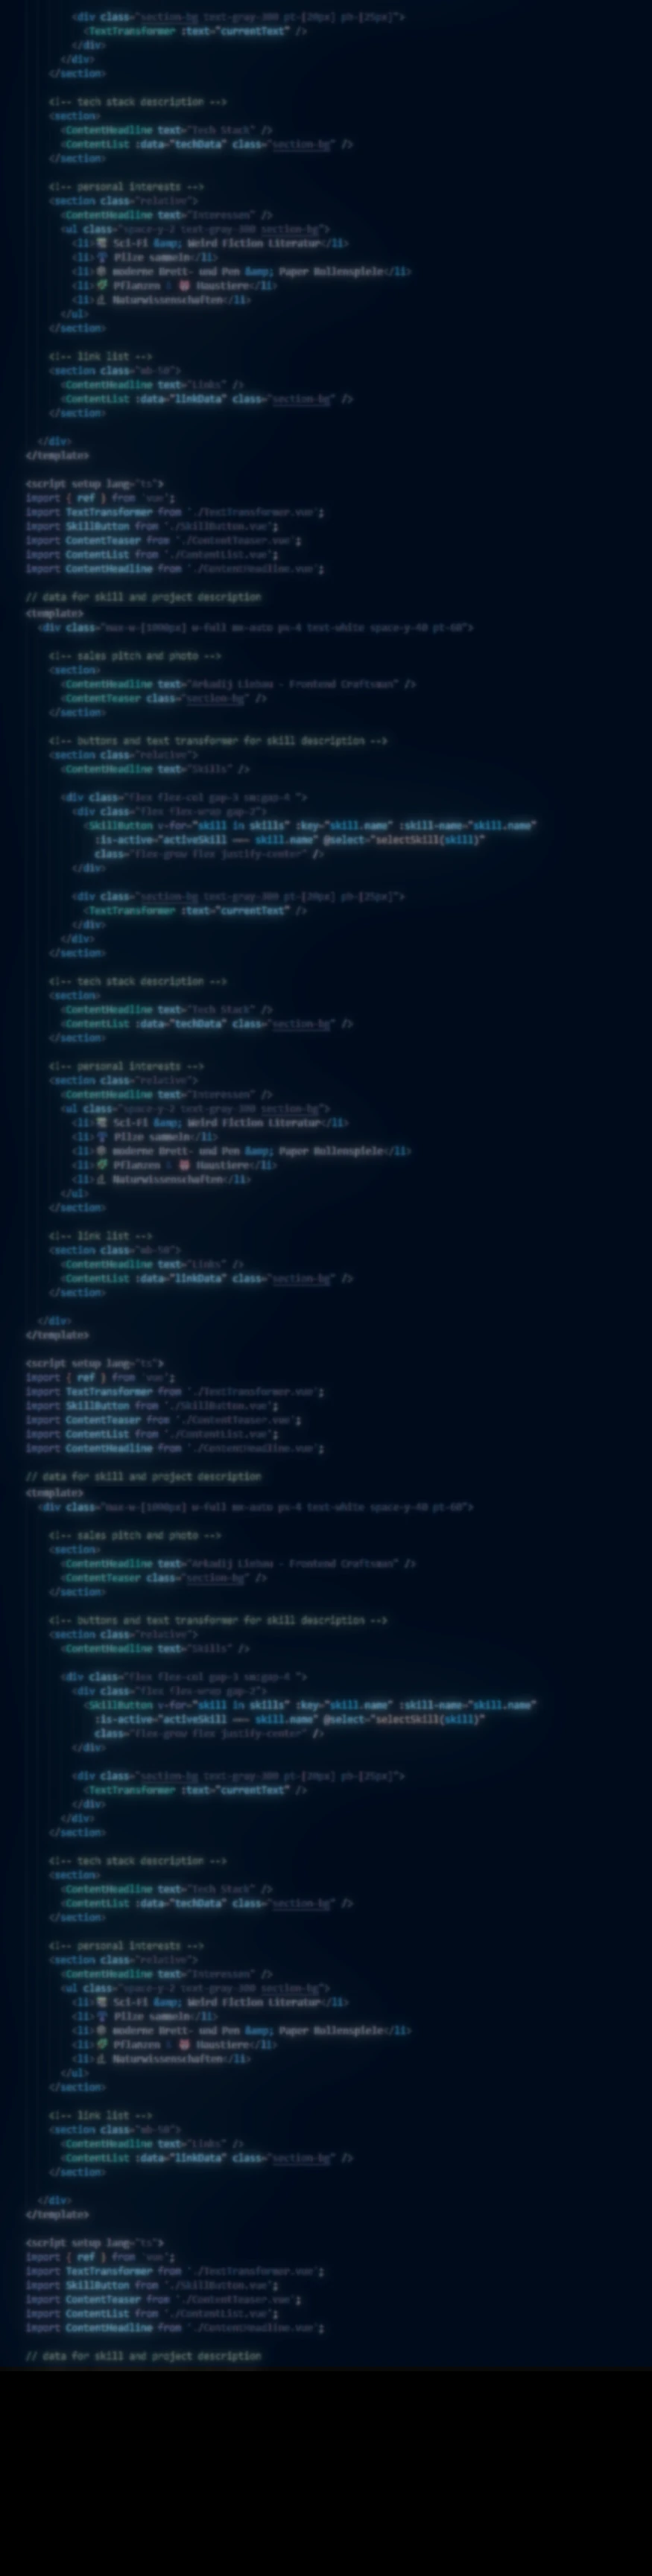 <div class="section-bg text-gray-300 pt-[20px] pb-[25px]">
<TextTransformer :text="currentText" />
</div>
</div>
</section>
<!-- tech stack description -->
<section>
<ContentHeadline text="Tech Stack" />
<ContentList :data="techData" class="section-bg" />
</section>
<!-- personal interests -->
<section class="relative">
<ContentHeadline text="Interessen" />
<ul class="space-y-2 text-gray-300 section-bg">
<li>📚 Sci-Fi &amp; Weird Fiction Literatur</li>
<li>🍄 Pilze sammeln</li>
<li>🎲 moderne Brett- und Pen &amp; Paper Rollenspiele</li>
<li>🌿 Pflanzen & 🐱 Haustiere</li>
<li>🔬 Naturwissenschaften</li>
</ul>
</section>
<!-- link list -->
<section class="mb-50">
<ContentHeadline text="Links" />
<ContentList :data="linkData" class="section-bg" />
</section>
</div>
</template>
<script setup lang="ts">
import { ref } from 'vue';
import TextTransformer from './TextTransformer.vue';
import SkillButton from './SkillButton.vue';
import ContentTeaser from './ContentTeaser.vue';
import ContentList from './ContentList.vue';
import ContentHeadline from './ContentHeadline.vue';
// data for skill and project description
<template>
<div class="max-w-[1000px] w-full mx-auto px-4 text-white space-y-40 pt-60">
<!-- sales pitch and photo -->
<section>
<ContentHeadline text="Arkadij - Frontend Craftsman" />
<ContentTeaser class="section-bg" />
</section>
<!-- buttons and text transformer for skill description -->
<section class="relative">
<ContentHeadline text="Skills" />
<div class="flex flex-col gap-3 sm:gap-4 ">
<div class="flex flex-wrap gap-2">
<SkillButton v-for="skill in skills" :key="skill.name" :skill-name="skill.name"
:is-active="activeSkill === skill.name" @select="selectSkill(skill)"
class="flex-grow flex justify-center" />
</div>
<div class="section-bg text-gray-300 pt-[20px] pb-[25px]">
<TextTransformer :text="currentText" />
</div>
</div>
</section>
<!-- tech stack description -->
<section>
<ContentHeadline text="Tech Stack" />
<ContentList :data="techData" class="section-bg" />
</section>
<!-- personal interests -->
<section class="relative">
<ContentHeadline text="Interessen" />
<ul class="space-y-2 text-gray-300 section-bg">
<li>📚 Sci-Fi &amp; Weird Fiction Literatur</li>
<li>🍄 Pilze sammeln</li>
<li>🎲 moderne Brett- und Pen &amp; Paper Rollenspiele</li>
<li>🌿 Pflanzen & 🐱 Haustiere</li>
<li>🔬 Naturwissenschaften</li>
</ul>
</section>
<!-- link list -->
<section class="mb-50">
<ContentHeadline text="Links" />
<ContentList :data="linkData" class="section-bg" />
</section>
</div>
</template>
<script setup lang="ts">
import { ref } from 'vue';
import TextTransformer from './TextTransformer.vue';
import SkillButton from './SkillButton.vue';
import ContentTeaser from './ContentTeaser.vue';
import ContentList from './ContentList.vue';
import ContentHeadline from './ContentHeadline.vue';
// data for skill and project description
<template>
<div class="max-w-[1000px] w-full mx-auto px-4 text-white space-y-40 pt-60">
<!-- sales pitch and photo -->
<section>
<ContentHeadline text="Arkadij - Frontend Craftsman" />
<ContentTeaser class="section-bg" />
</section>
<!-- buttons and text transformer for skill description -->
<section class="relative">
<ContentHeadline text="Skills" />
<div class="flex flex-col gap-3 sm:gap-4 ">
<div class="flex flex-wrap gap-2">
<SkillButton v-for="skill in skills" :key="skill.name" :skill-name="skill.name"
:is-active="activeSkill === skill.name" @select="selectSkill(skill)"
class="flex-grow flex justify-center" />
</div>
<div class="section-bg text-gray-300 pt-[20px] pb-[25px]">
<TextTransformer :text="currentText" />
</div>
</div>
</section>
<!-- tech stack description -->
<section>
<ContentHeadline text="Tech Stack" />
<ContentList :data="techData" class="section-bg" />
</section>
<!-- personal interests -->
<section class="relative">
<ContentHeadline text="Interessen" />
<ul class="space-y-2 text-gray-300 section-bg">
<li>📚 Sci-Fi &amp; Weird Fiction Literatur</li>
<li>🍄 Pilze sammeln</li>
<li>🎲 moderne Brett- und Pen &amp; Paper Rollenspiele</li>
<li>🌿 Pflanzen & 🐱 Haustiere</li>
<li>🔬 Naturwissenschaften</li>
</ul>
</section>
<!-- link list -->
<section class="mb-50">
<ContentHeadline text="Links" />
<ContentList :data="linkData" class="section-bg" />
</section>
</div>
</template>
<script setup lang="ts">
import { ref } from 'vue';
import TextTransformer from './TextTransformer.vue';
import SkillButton from './SkillButton.vue';
import ContentTeaser from './ContentTeaser.vue';
import ContentList from './ContentList.vue';
import ContentHeadline from './ContentHeadline.vue';
// data for skill and project description